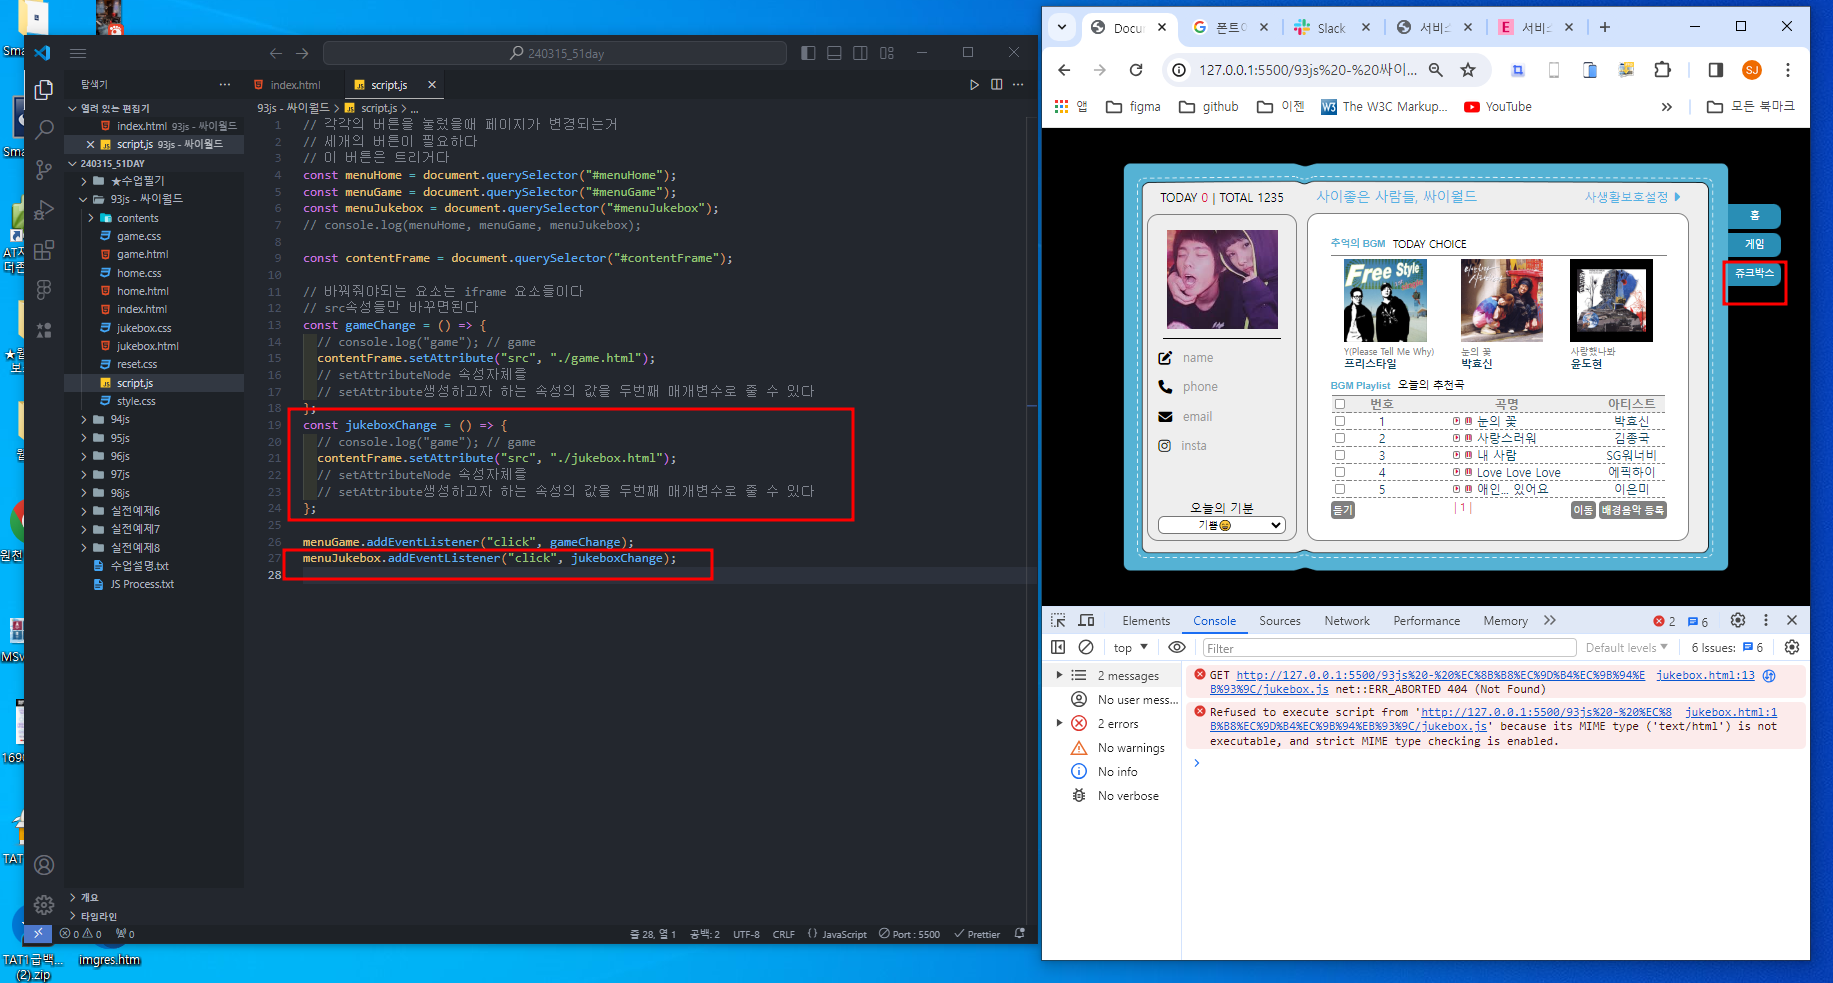 240315_51day
탐색기
열려 있는 편집기
index.html 93js - 싸이월드
script.js 93js - 싸이월드
240315_51DAY
★수업필기
93js - 싸이월드
contents
game.css
game.html
home.css
home.html
index.html
jukebox.css
jukebox.html
reset.css
script.js
style.css
94js
95js
96js
97js
98js
실전예제6
실전예제7
실전예제8
수업설명.txt
JS Process.txt
개요
타임라인
index.html
script.js
93js - 싸이월드 > script.js > ...
1 // 각각의 버튼을 눌렀을때 페이지가 변경되는거
2 // 세개의 버튼이 필요하다
3 // 이 버튼은 트리거다
4 const menuHome = document.querySelector("#menuHome");
5 const menuGame = document.querySelector("#menuGame");
6 const menuJukebox = document.querySelector("#menuJukebox");
7 // console.log(menuHome, menuGame, menuJukebox);
8
9 const contentFrame = document.querySelector("#contentFrame");
10
11 // 바꿔줘야되는 요소는 iframe 요소들이다
12 // src속성들만 바꾸면된다
13 const gameChange = () => {
14 // console.log("game"); // game
15 contentFrame.setAttribute("src", "./game.html");
16 // setAttributeNode 속성자체를
17 // setAttribute생성하고자 하는 속성의 값을 두번째 매개변수로 줄 수 있다
18 };
19 const jukeboxChange = () => {
20 // console.log("game"); // game
21 contentFrame.setAttribute("src", "./jukebox.html");
22 // setAttributeNode 속성자체를
23 // setAttribute생성하고자 하는 속성의 값을 두번째 매개변수로 줄 수 있다
24 };
25
26 menuGame.addEventListener("click", gameChange);
27 menuJukebox.addEventListener("click", jukeboxChange);
28
0 0 0
줄 28, 열 1 공백: 2 UTF-8 CRLF {} JavaScript Port : 5500 Prettier
TAT1급백...
(2).zip
imgres.htm
Docu
Slack
127.0.0.1:5500/93js%20-%20싸이...
SJ
앱 figma github 이젠 The W3C Markup... YouTube » 모든 북마크
TODAY 0 | TOTAL 1235
사이좋은 사람들, 싸이월드
사생활보호설정
홈
게임
쥬크박스
name
phone
email
insta
오늘의 기분
기쁨😄
추억의 BGM TODAY CHOICE
Free Style
Y(Please Tell Me Why)
프리스타일
눈의 꽃
박효신
사랑했나봐
윤도현
BGM Playlist 오늘의 추천곡
번호 곡명 아티스트
1 눈의 꽃 박효신
2 사랑스러워 김종국
3 내 사람 SG워너비
4 Love Love Love 에픽하이
5 애인... 있어요 이은미
듣기 | 1 | 이동 배경음악 등록
Elements Console Sources Network Performance Memory 2 6
top Filter Default levels 6 Issues: 6
2 messages
No user mess...
2 errors
No warnings
No info
No verbose
GET http://127.0.0.1:5500/93js%20-%20%EC%8B%B8%EC%9D%B4%EC%9B%94%E jukebox.html:13
B%93%9C/jukebox.js net::ERR_ABORTED 404 (Not Found)
Refused to execute script from 'http://127.0.0.1:5500/93js%20-%20%EC%8 jukebox.html:1
B%B8%EC%9D%B4%EC%9B%94%EB%93%9C/jukebox.js' because its MIME type ('text/html') is not
executable, and strict MIME type checking is enabled.